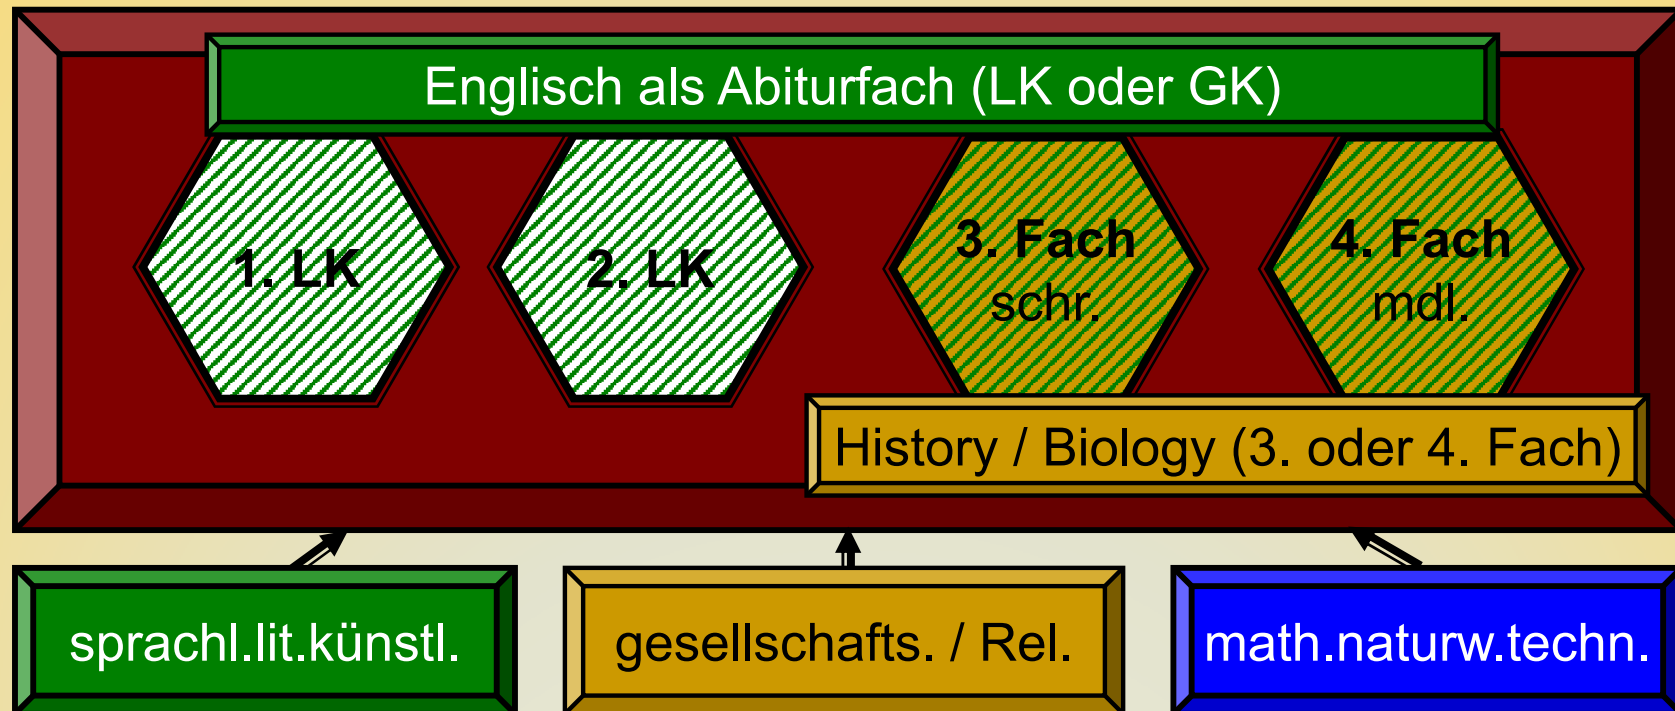 Englisch als Abiturfach (LK oder GK)
1. LK
2. LK
3. Fach
schr.
4. Fach
mdl.
History / Biology (3. oder 4. Fach)
sprachl.lit.künstl.
gesellschafts. / Rel.
math.naturw.techn.